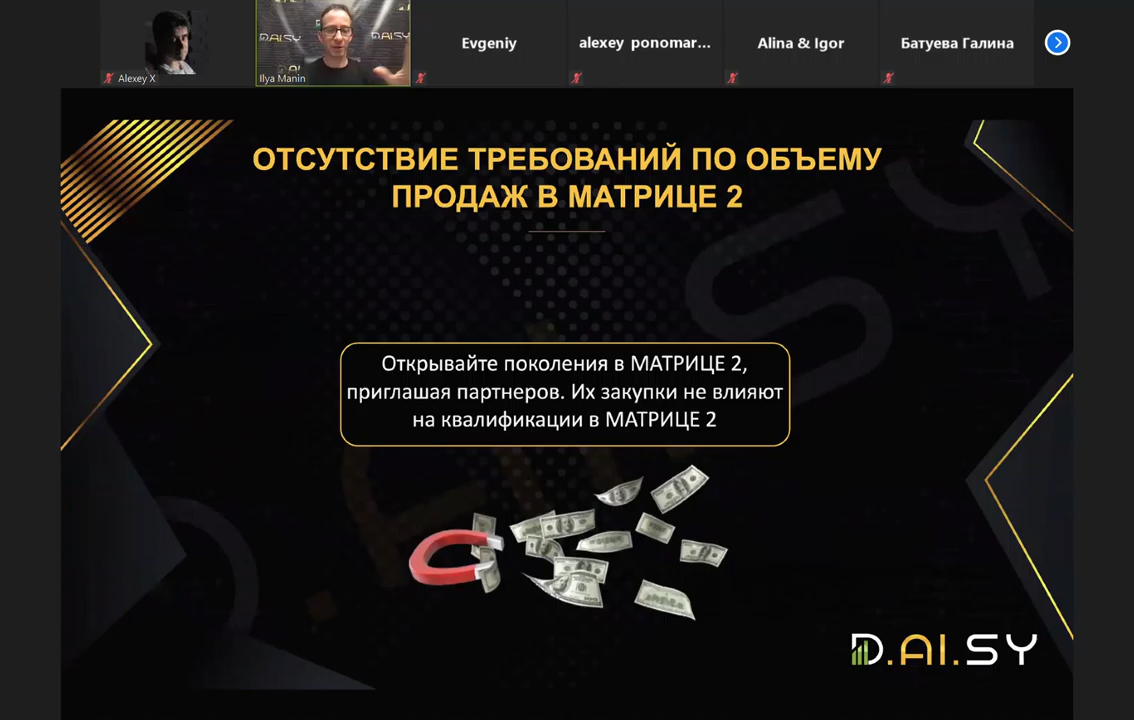 Alexey X
Ilya Manin
Evgeniy
alexey ponomar...
Alina & Igor
Батуева Галина
ОТСУТСТВИЕ ТРЕБОВАНИЙ ПО ОБЪЕМУ
ПРОДАЖ В МАТРИЦЕ 2
Открывайте поколения в МАТРИЦЕ 2,
приглашая партнеров. Их закупки не влияют
на квалификации в МАТРИЦЕ 2
D.AI.SY